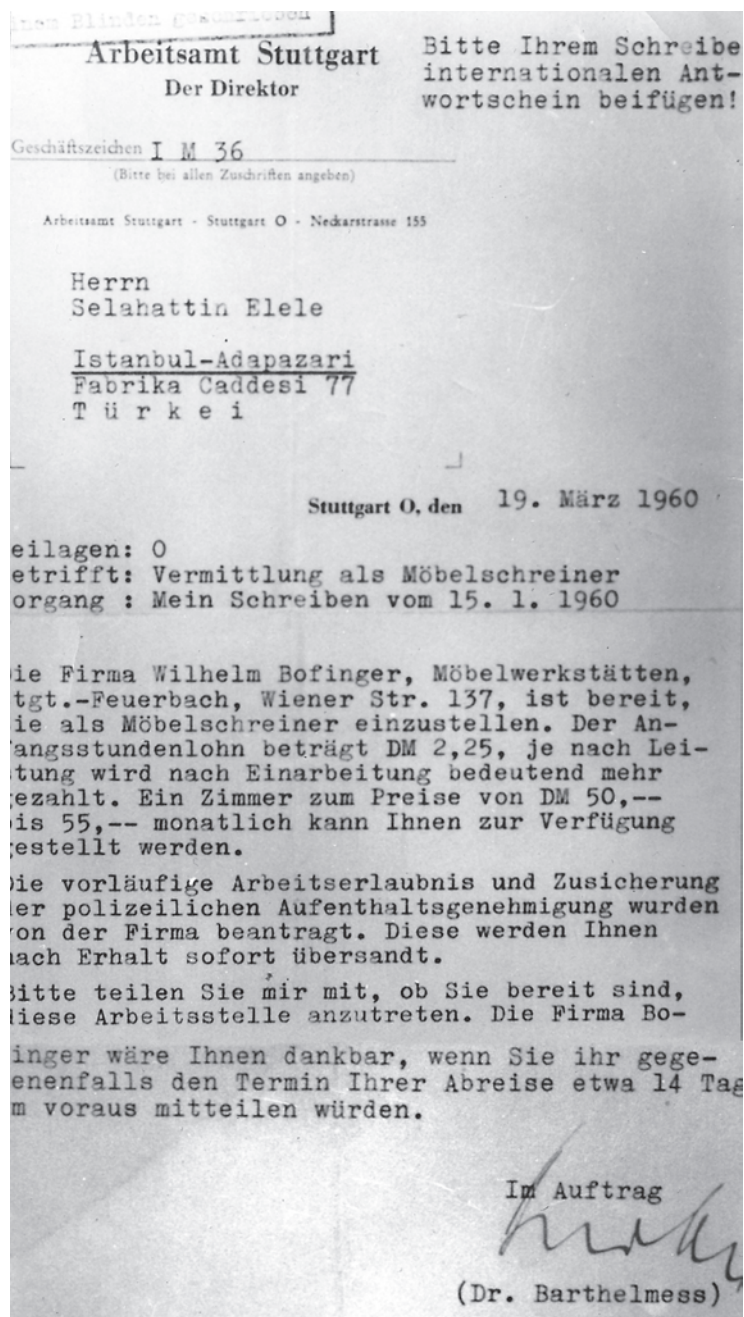 einem Blinden geschrieben
Arbeitsamt Stuttgart
Der Direktor
Bitte Ihrem Schreibe
internationalen Ant-
wortschein beifügen!
Geschäftszeichen I M 36
(Bitte bei allen Zuschriften angeben)
Arbeitsamt Stuttgart - Stuttgart O - Neckarstrasse 155
Herrn
Selahattin Elele
Istanbul-Adapazari
Fabrika Caddesi 77
T ü r k e i
Stuttgart O, den 19. März 1960
eilagen: O
etrifft: Vermittlung als Möbelschreiner
organg : Mein Schreiben vom 15. 1. 1960
ie Firma Wilhelm Bofinger, Möbelwerkstätten,
tgt.-Feuerbach, Wiener Str. 137, ist bereit,
ie als Möbelschreiner einzustellen. Der An-
angsstundenlohn beträgt DM 2,25, je nach Lei-
tung wird nach Einarbeitung bedeutend mehr
ezahlt. Ein Zimmer zum Preise von DM 50,--
is 55,-- monatlich kann Ihnen zur Verfügung
estellt werden.
ie vorläufige Arbeitserlaubnis und Zusicherung
er polizeilichen Aufenthaltsgenehmigung wurden
on der Firma beantragt. Diese werden Ihnen
ach Erhalt sofort übersandt.
Bitte teilen Sie mir mit, ob Sie bereit sind,
diese Arbeitsstelle anzutreten. Die Firma Bo-
inger wäre Ihnen dankbar, wenn Sie ihr gege-
enenfalls den Termin Ihrer Abreise etwa 14 Tage
m voraus mitteilen würden.
Im Auftrag
(Dr. Barthelmess)